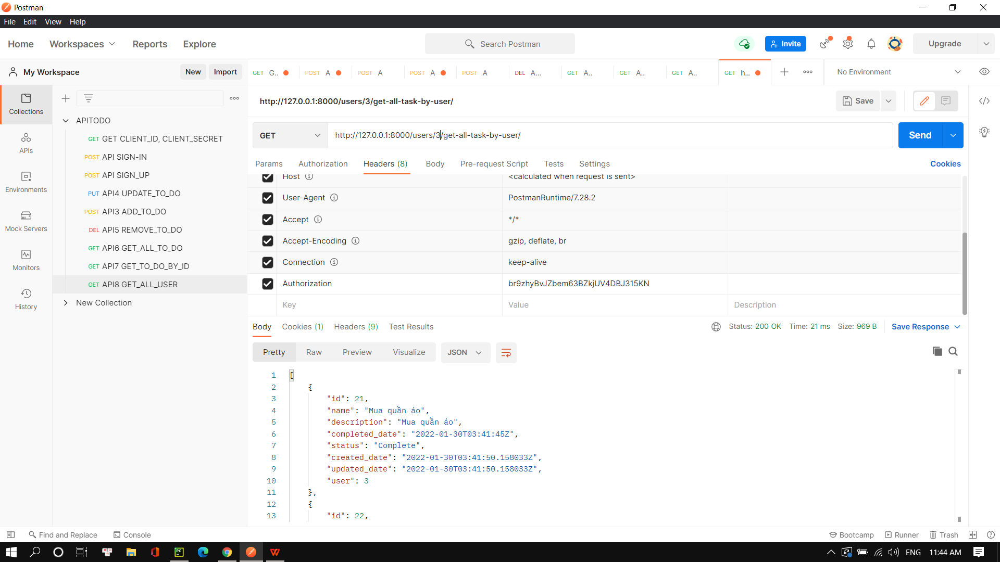 Postman
File Edit View Help
Home Workspaces Reports Explore Search Postman Invite Upgrade
My Workspace New Import
GET G.. POST A POST A POST A POST A DEL A... GET A.. GET A.. GET A.. GET h... No Environment
Collections
APIs
Environments
Mock Servers
Monitors
History
APITODO
GET GET CLIENT_ID, CLIENT_SECRET
POST API SIGN-IN
POST API SIGN_UP
PUT API4 UPDATE_TO_DO
POST API3 ADD_TO_DO
DEL API5 REMOVE_TO_DO
GET API6 GET_ALL_TO_DO
GET API7 GET_TO_DO_BY_ID
GET API8 GET_ALL_USER
New Collection
http://127.0.0.1:8000/users/3/get-all-task-by-user/ Save
GET http://127.0.0.1:8000/users/3/get-all-task-by-user/ Send
Params Authorization Headers (8) Body Pre-request Script Tests Settings Cookies
Host <calculated when request is sent>
User-Agent PostmanRuntime/7.28.2
Accept */*
Accept-Encoding gzip, deflate, br
Connection keep-alive
Authorization br9zhyBvJZbem63BZkjUV4DBJ315KN
Key Value Description
Body Cookies (1) Headers (9) Test Results Status: 200 OK Time: 21 ms Size: 969 B Save Response
Pretty Raw Preview Visualize JSON
1 [
2 {
3 "id": 21,
4 "name": "Mua quần áo",
5 "description": "Mua quần áo",
6 "completed_date": "2022-01-30T03:41:45Z",
7 "status": "Complete",
8 "created_date": "2022-01-30T03:41:50.158033Z",
9 "updated_date": "2022-01-30T03:41:50.158033Z",
10 "user": 3
11 },
12 {
13 "id": 22,
Find and Replace Console Bootcamp Runner Trash
ENG 11:44 AM